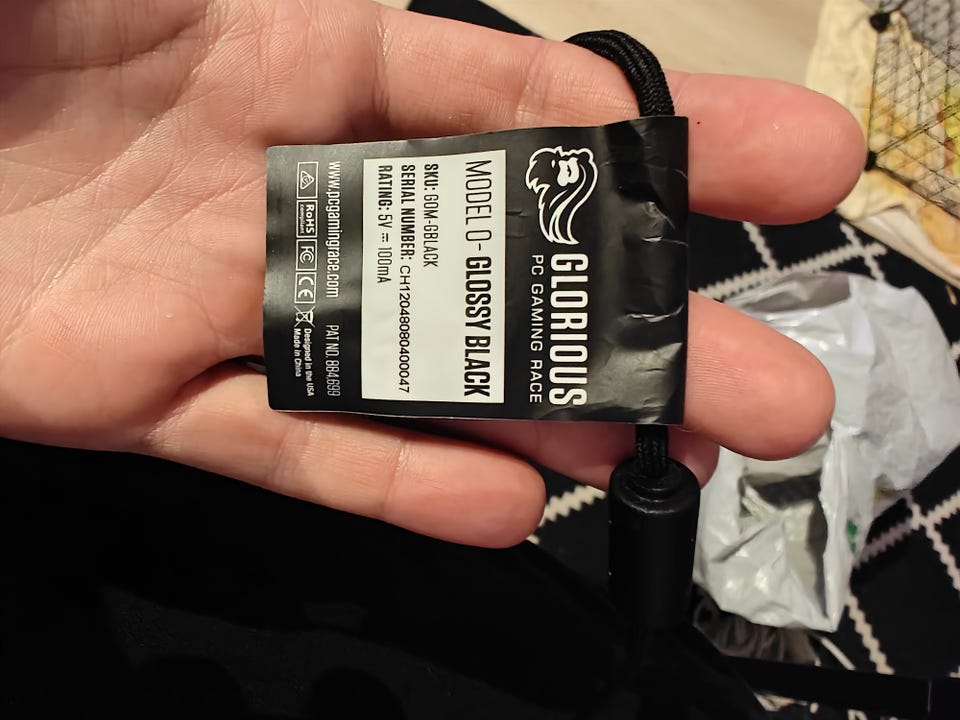 GLORIOUS
PC GAMING RACE
MODEL O- GLOSSY BLACK
SKU: GOM-GBLACK
SERIAL NUMBER: CH12048080400047
RATING: 5V ⎓ 100mA
www.pcgamingrace.com PAT NO. 884,699
RoHS
compliant
FC
CE
Designed in the USA
Made in China